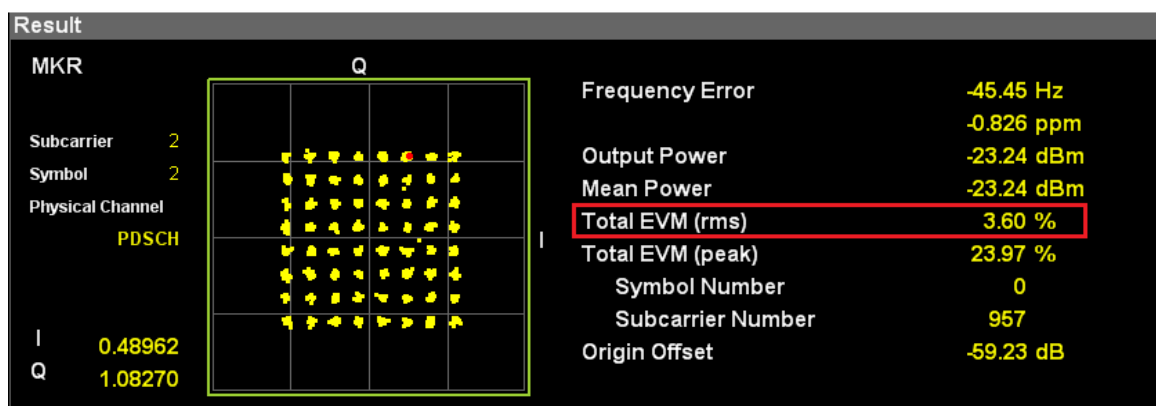 Result
MKR
Q
Subcarrier 2
Symbol 2
Physical Channel
PDSCH
I 0.48962
Q 1.08270
I
Frequency Error -45.45 Hz
-0.826 ppm
Output Power -23.24 dBm
Mean Power -23.24 dBm
Total EVM (rms) 3.60 %
Total EVM (peak) 23.97 %
Symbol Number 0
Subcarrier Number 957
Origin Offset -59.23 dB